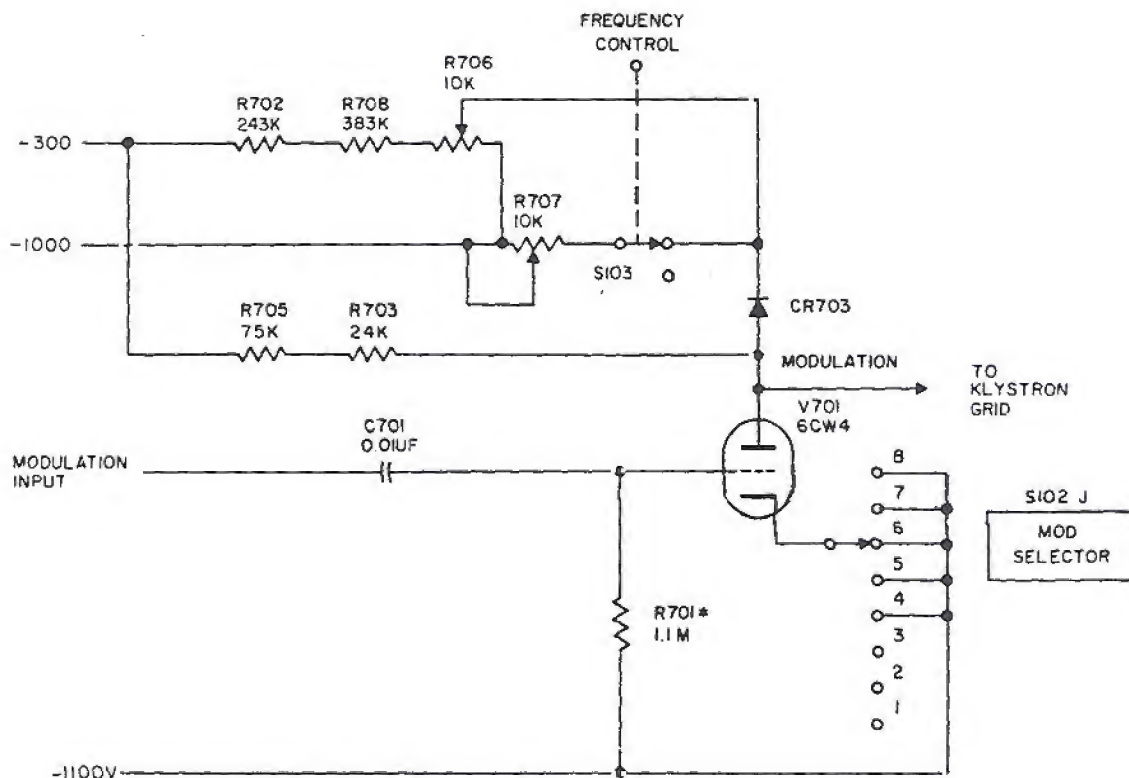 FREQUENCY
CONTROL
R706
10K
R702
243K
R708
383K
-300
R707
10K
-1000
S103
R705
75K
R703
24K
CR703
MODULATION
TO
KLYSTRON
GRID
V701
6CW4
C701
0.01UF
MODULATION
INPUT
8
7
6
5
4
3
2
1
S102 J
MOD
SELECTOR
R701*
1.1M
-1100V